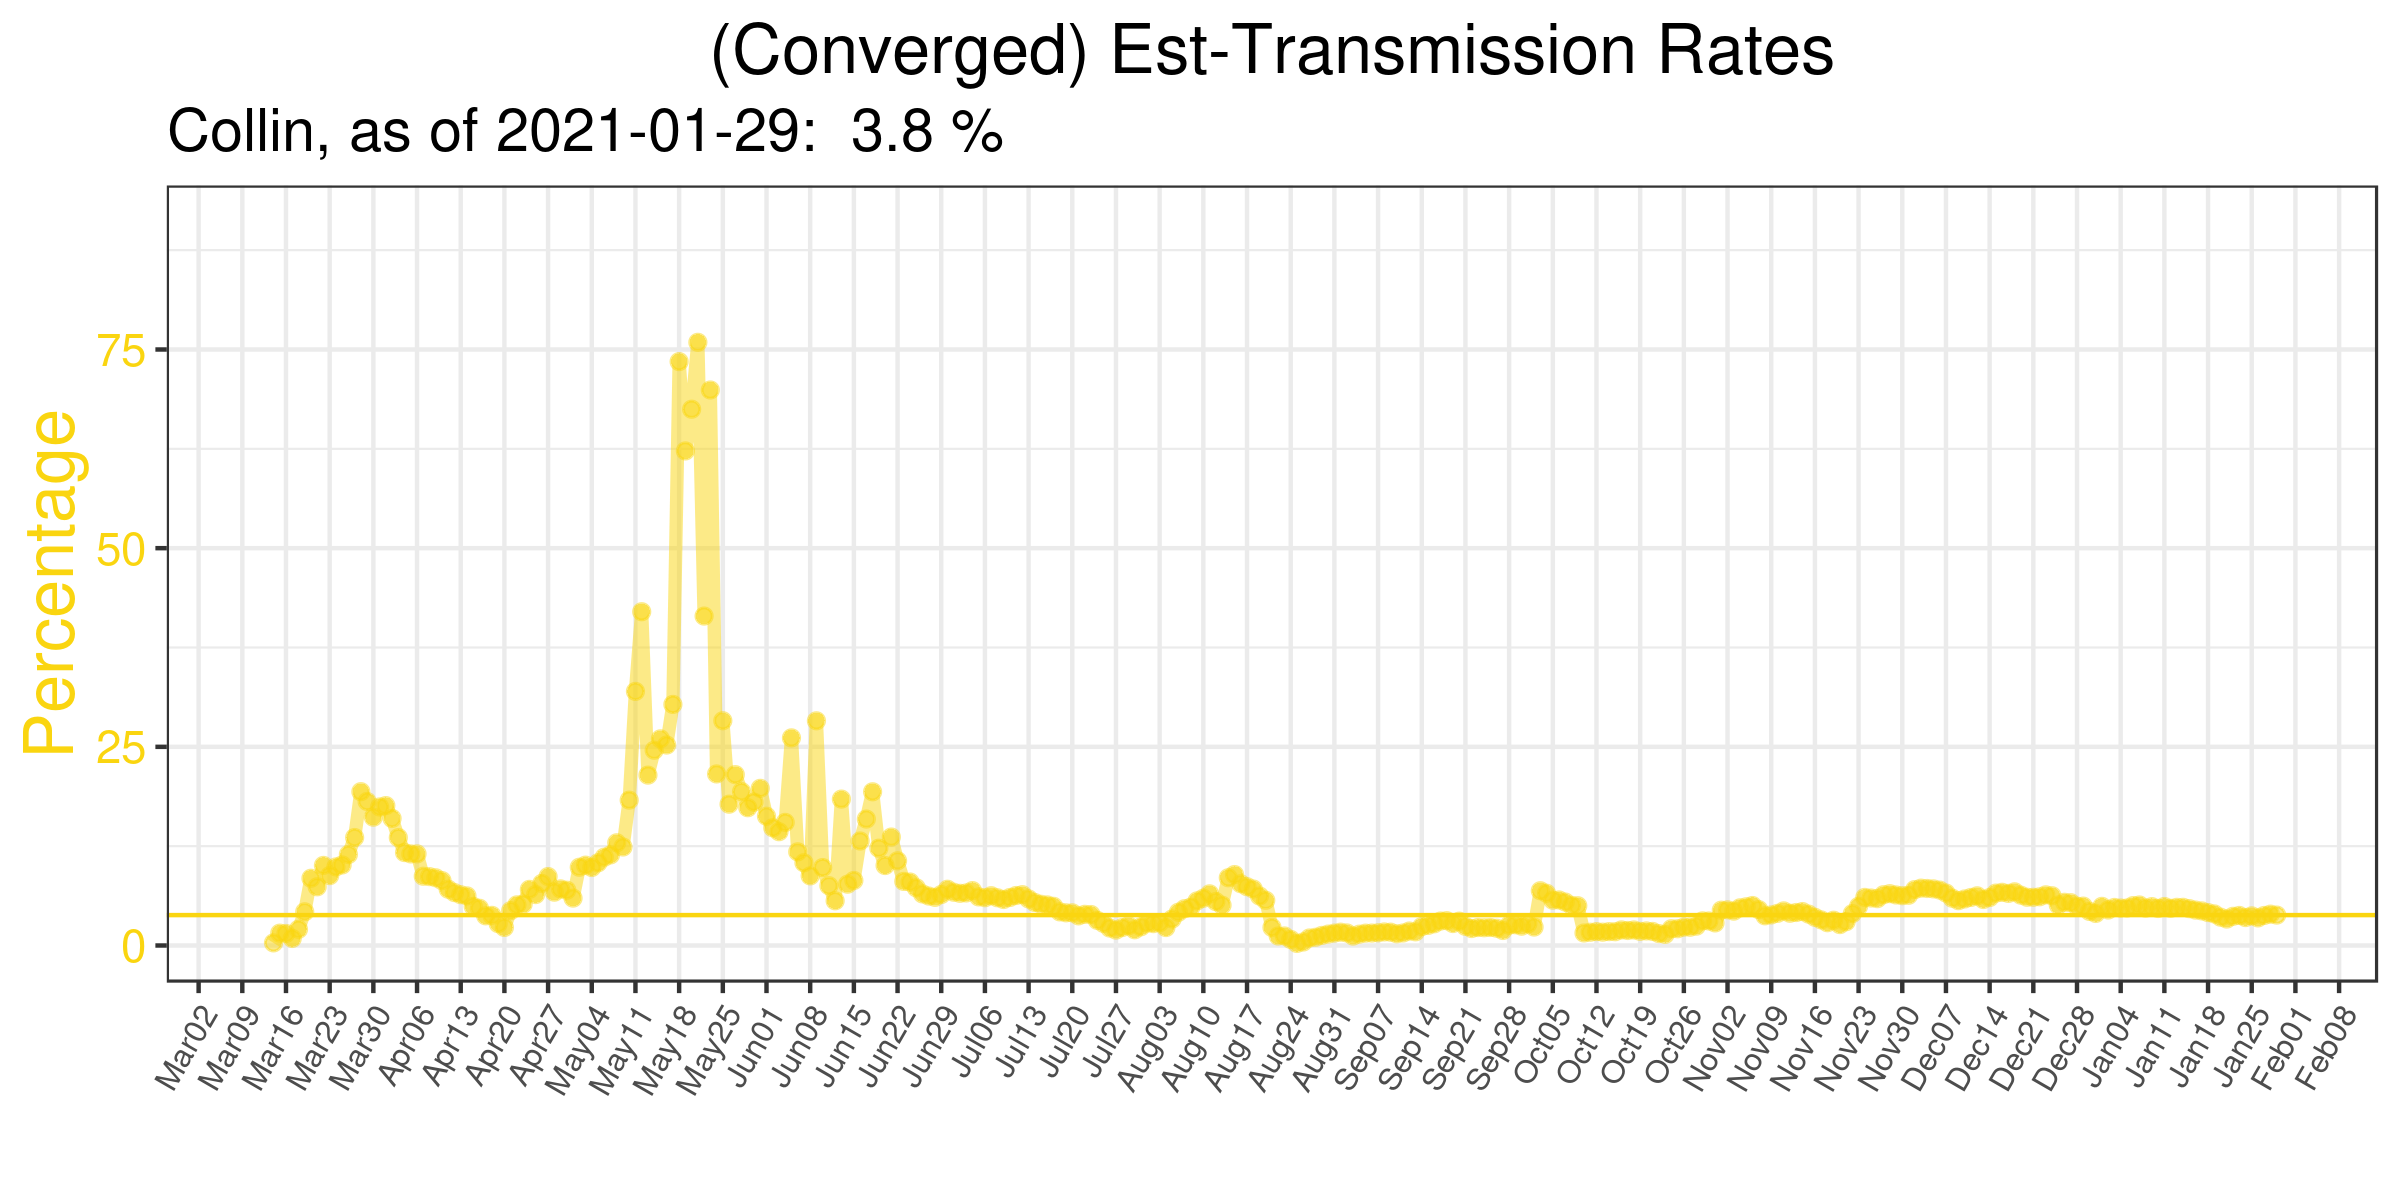 (Converged) Est-Transmission Rates
Collin, as of 2021-01-29:  3.8 %
Percentage
75
50
25
0
Mar02
Mar09
Mar16
Mar23
Mar30
Apr06
Apr13
Apr20
Apr27
May04
May11
May18
May25
Jun01
Jun08
Jun15
Jun22
Jun29
Jul06
Jul13
Jul20
Jul27
Aug03
Aug10
Aug17
Aug24
Aug31
Sep07
Sep14
Sep21
Sep28
Oct05
Oct12
Oct19
Oct26
Nov02
Nov09
Nov16
Nov23
Nov30
Dec07
Dec14
Dec21
Dec28
Jan04
Jan11
Jan18
Jan25
Feb01
Feb08